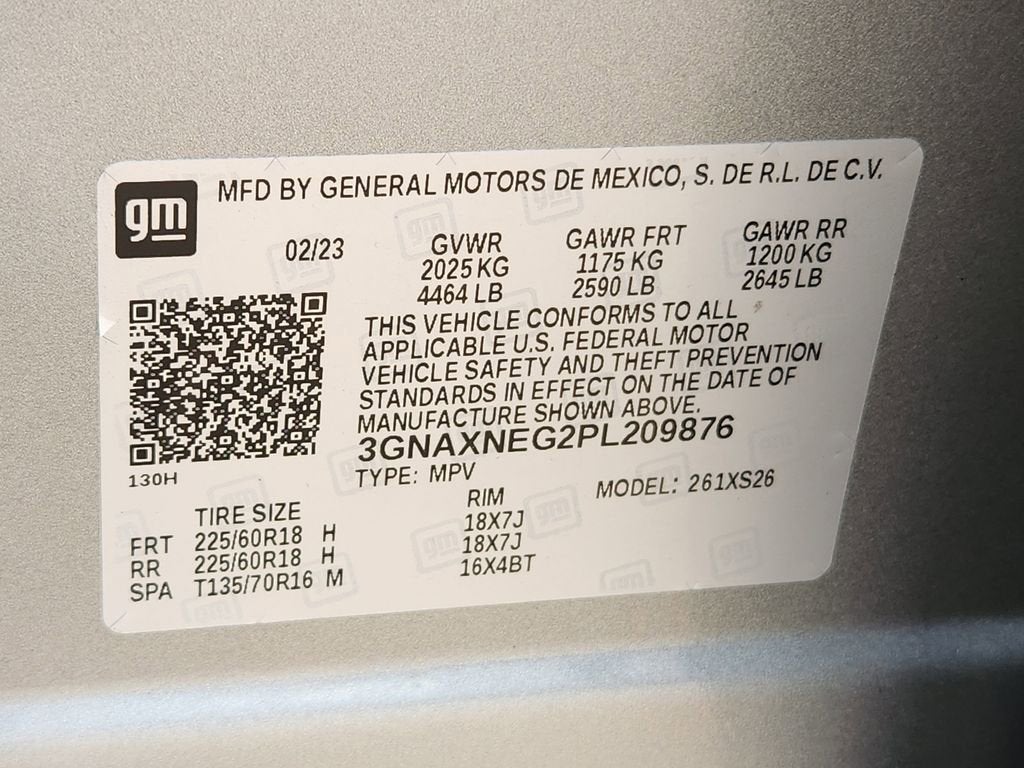 gm
MFD BY GENERAL MOTORS DE MEXICO, S. DE R.L. DE C.V.
02/23 GVWR GAWR FRT GAWR RR
2025 KG 1175 KG 1200 KG
4464 LB 2590 LB 2645 LB
THIS VEHICLE CONFORMS TO ALL
APPLICABLE U.S. FEDERAL MOTOR
VEHICLE SAFETY AND THEFT PREVENTION
STANDARDS IN EFFECT ON THE DATE OF
MANUFACTURE SHOWN ABOVE.
3GNAXNEG2PL209876
130H
TYPE: MPV MODEL: 261XS26
TIRE SIZE RIM
FRT 225/60R18 H 18X7J
RR 225/60R18 H 18X7J
SPA T135/70R16 M 16X4BT